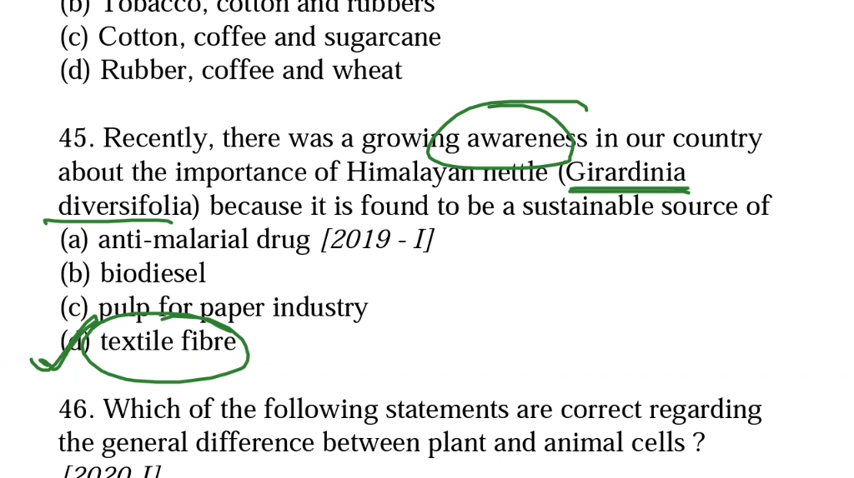 (b) Tobacco, cotton and rubbers
(c) Cotton, coffee and sugarcane
(d) Rubber, coffee and wheat
45. Recently, there was a growing awareness in our country
about the importance of Himalayan nettle (Girardinia
diversifolia) because it is found to be a sustainable source of
(a) anti-malarial drug [2019 - I]
(b) biodiesel
(c) pulp for paper industry
(d) textile fibre
46. Which of the following statements are correct regarding
the general difference between plant and animal cells ?
[2020-I]